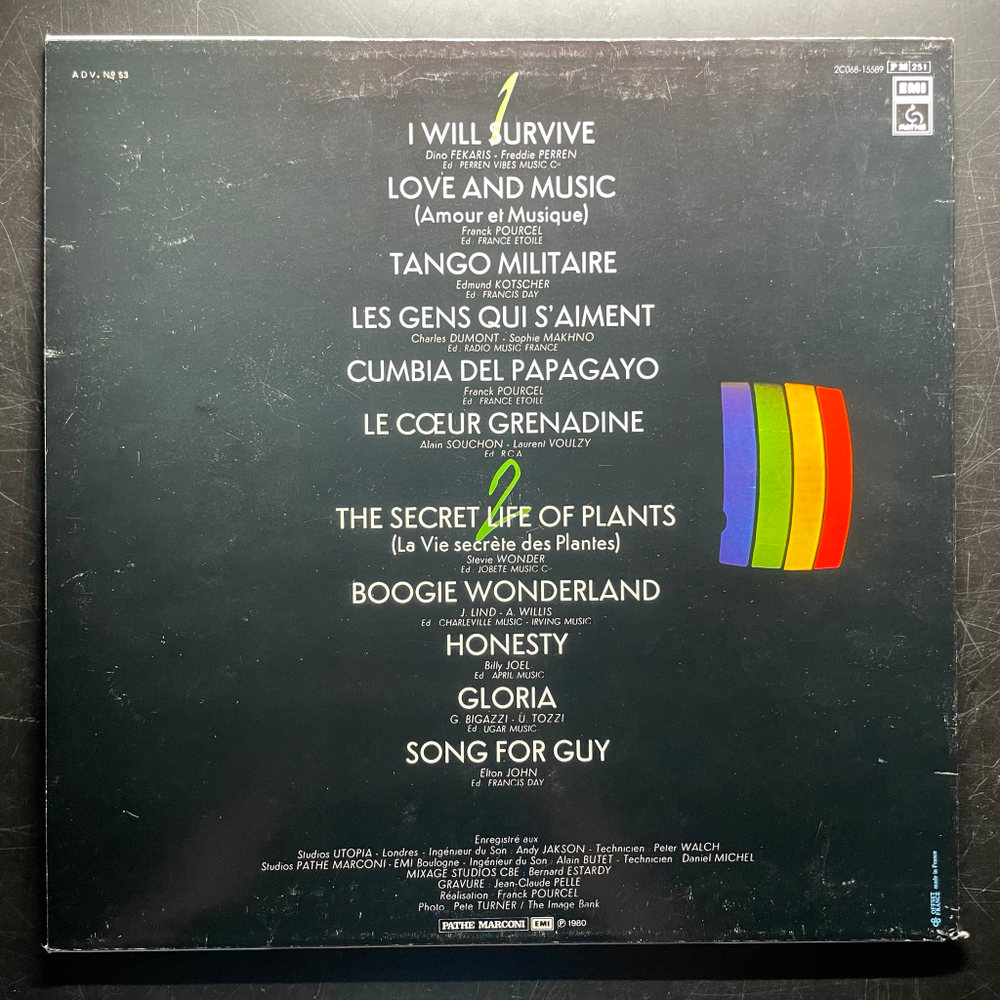 ADV. Nº 53
2C068-15589 PM 251
EMI
PATHE
1
I WILL SURVIVE
Dino FEKARIS - Freddie PERREN
Ed · PERREN VIBES MUSIC Cº
LOVE AND MUSIC
(Amour et Musique)
Franck POURCEL
Ed · FRANCE ETOILE
TANGO MILITAIRE
Edmund KOTSCHER
Ed · FRANCIS DAY
LES GENS QUI S'AIMENT
Charles DUMONT - Sophie MAKHNO
Ed · RADIO MUSIC FRANCE
CUMBIA DEL PAPAGAYO
Franck POURCEL
Ed · FRANCE ETOILE
LE CŒUR GRENADINE
Alain SOUCHON - Laurent VOULZY
Ed · R.C.A
2
THE SECRET LIFE OF PLANTS
(La Vie secrète des Plantes)
Stevie WONDER
Ed · JOBETE MUSIC Cº
BOOGIE WONDERLAND
J. LIND - A. WILLIS
Ed · CHARLEVILLE MUSIC - IRVING MUSIC
HONESTY
Billy JOEL
Ed · APRIL MUSIC
GLORIA
G. BIGAZZI - U. TOZZI
Ed · UGAR MUSIC
SONG FOR GUY
Elton JOHN
Ed · FRANCIS DAY
Enregistré aux
Studios UTOPIA - Londres - Ingénieur du Son : Andy JAKSON - Technicien : Peter WALCH
Studios PATHE MARCONI - EMI Boulogne - Ingénieur du Son : Alain BUTET - Technicien : Daniel MICHEL
MIXAGE STUDIOS CBE : Bernard ESTARDY
GRAVURE : Jean-Claude PELLE
Réalisation : Franck POURCEL
Photo : Pete TURNER / The Image Bank
PATHE MARCONI EMI ℗ 1980
OFFSET FRANCE made in France